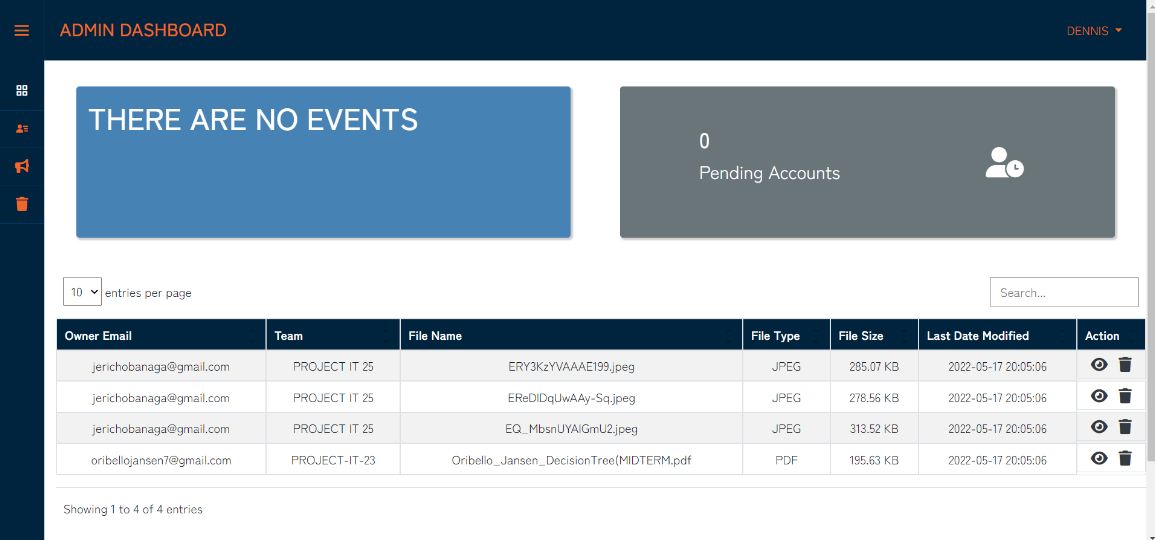 ADMIN DASHBOARD DENNIS
THERE ARE NO EVENTS
0
Pending Accounts
10 entries per page Search...
Owner Email Team File Name File Type File Size Last Date Modified Action
jerichobanaga@gmail.com PROJECT IT 25 ERY3KzYVAAAE199.jpeg JPEG 285.07 KB 2022-05-17 20:05:06
jerichobanaga@gmail.com PROJECT IT 25 EReDIDqUwAAy-Sq.jpeg JPEG 278.56 KB 2022-05-17 20:05:06
jerichobanaga@gmail.com PROJECT IT 25 EQ_MbsnUYAIGmU2.jpeg JPEG 313.52 KB 2022-05-17 20:05:06
oribellojansen7@gmail.com PROJECT-IT-23 Oribello_Jansen_DecisionTree(MIDTERM.pdf PDF 195.63 KB 2022-05-17 20:05:06
Showing 1 to 4 of 4 entries